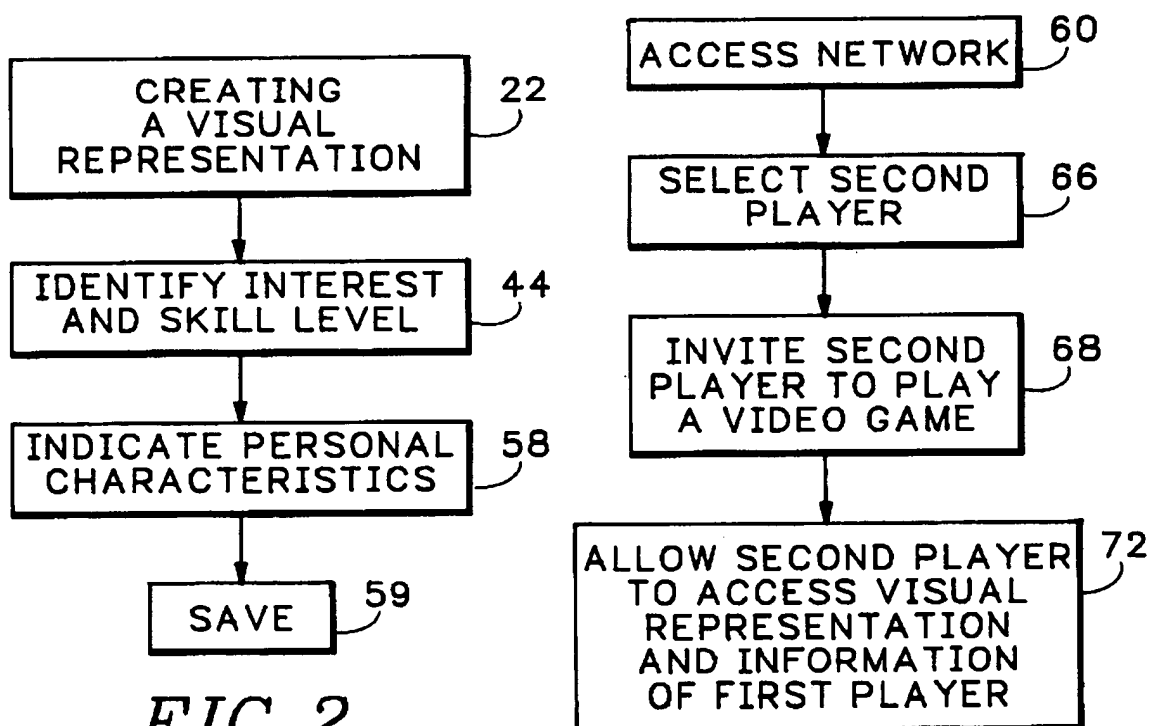 CREATING
A VISUAL
REPRESENTATION
22
IDENTIFY INTEREST
AND SKILL LEVEL
44
INDICATE PERSONAL
CHARACTERISTICS
58
SAVE
59
FIG. 2
ACCESS NETWORK
60
SELECT SECOND
PLAYER
66
INVITE SECOND
PLAYER TO PLAY
A VIDEO GAME
68
ALLOW SECOND PLAYER
TO ACCESS VISUAL
REPRESENTATION
AND INFORMATION
OF FIRST PLAYER
72